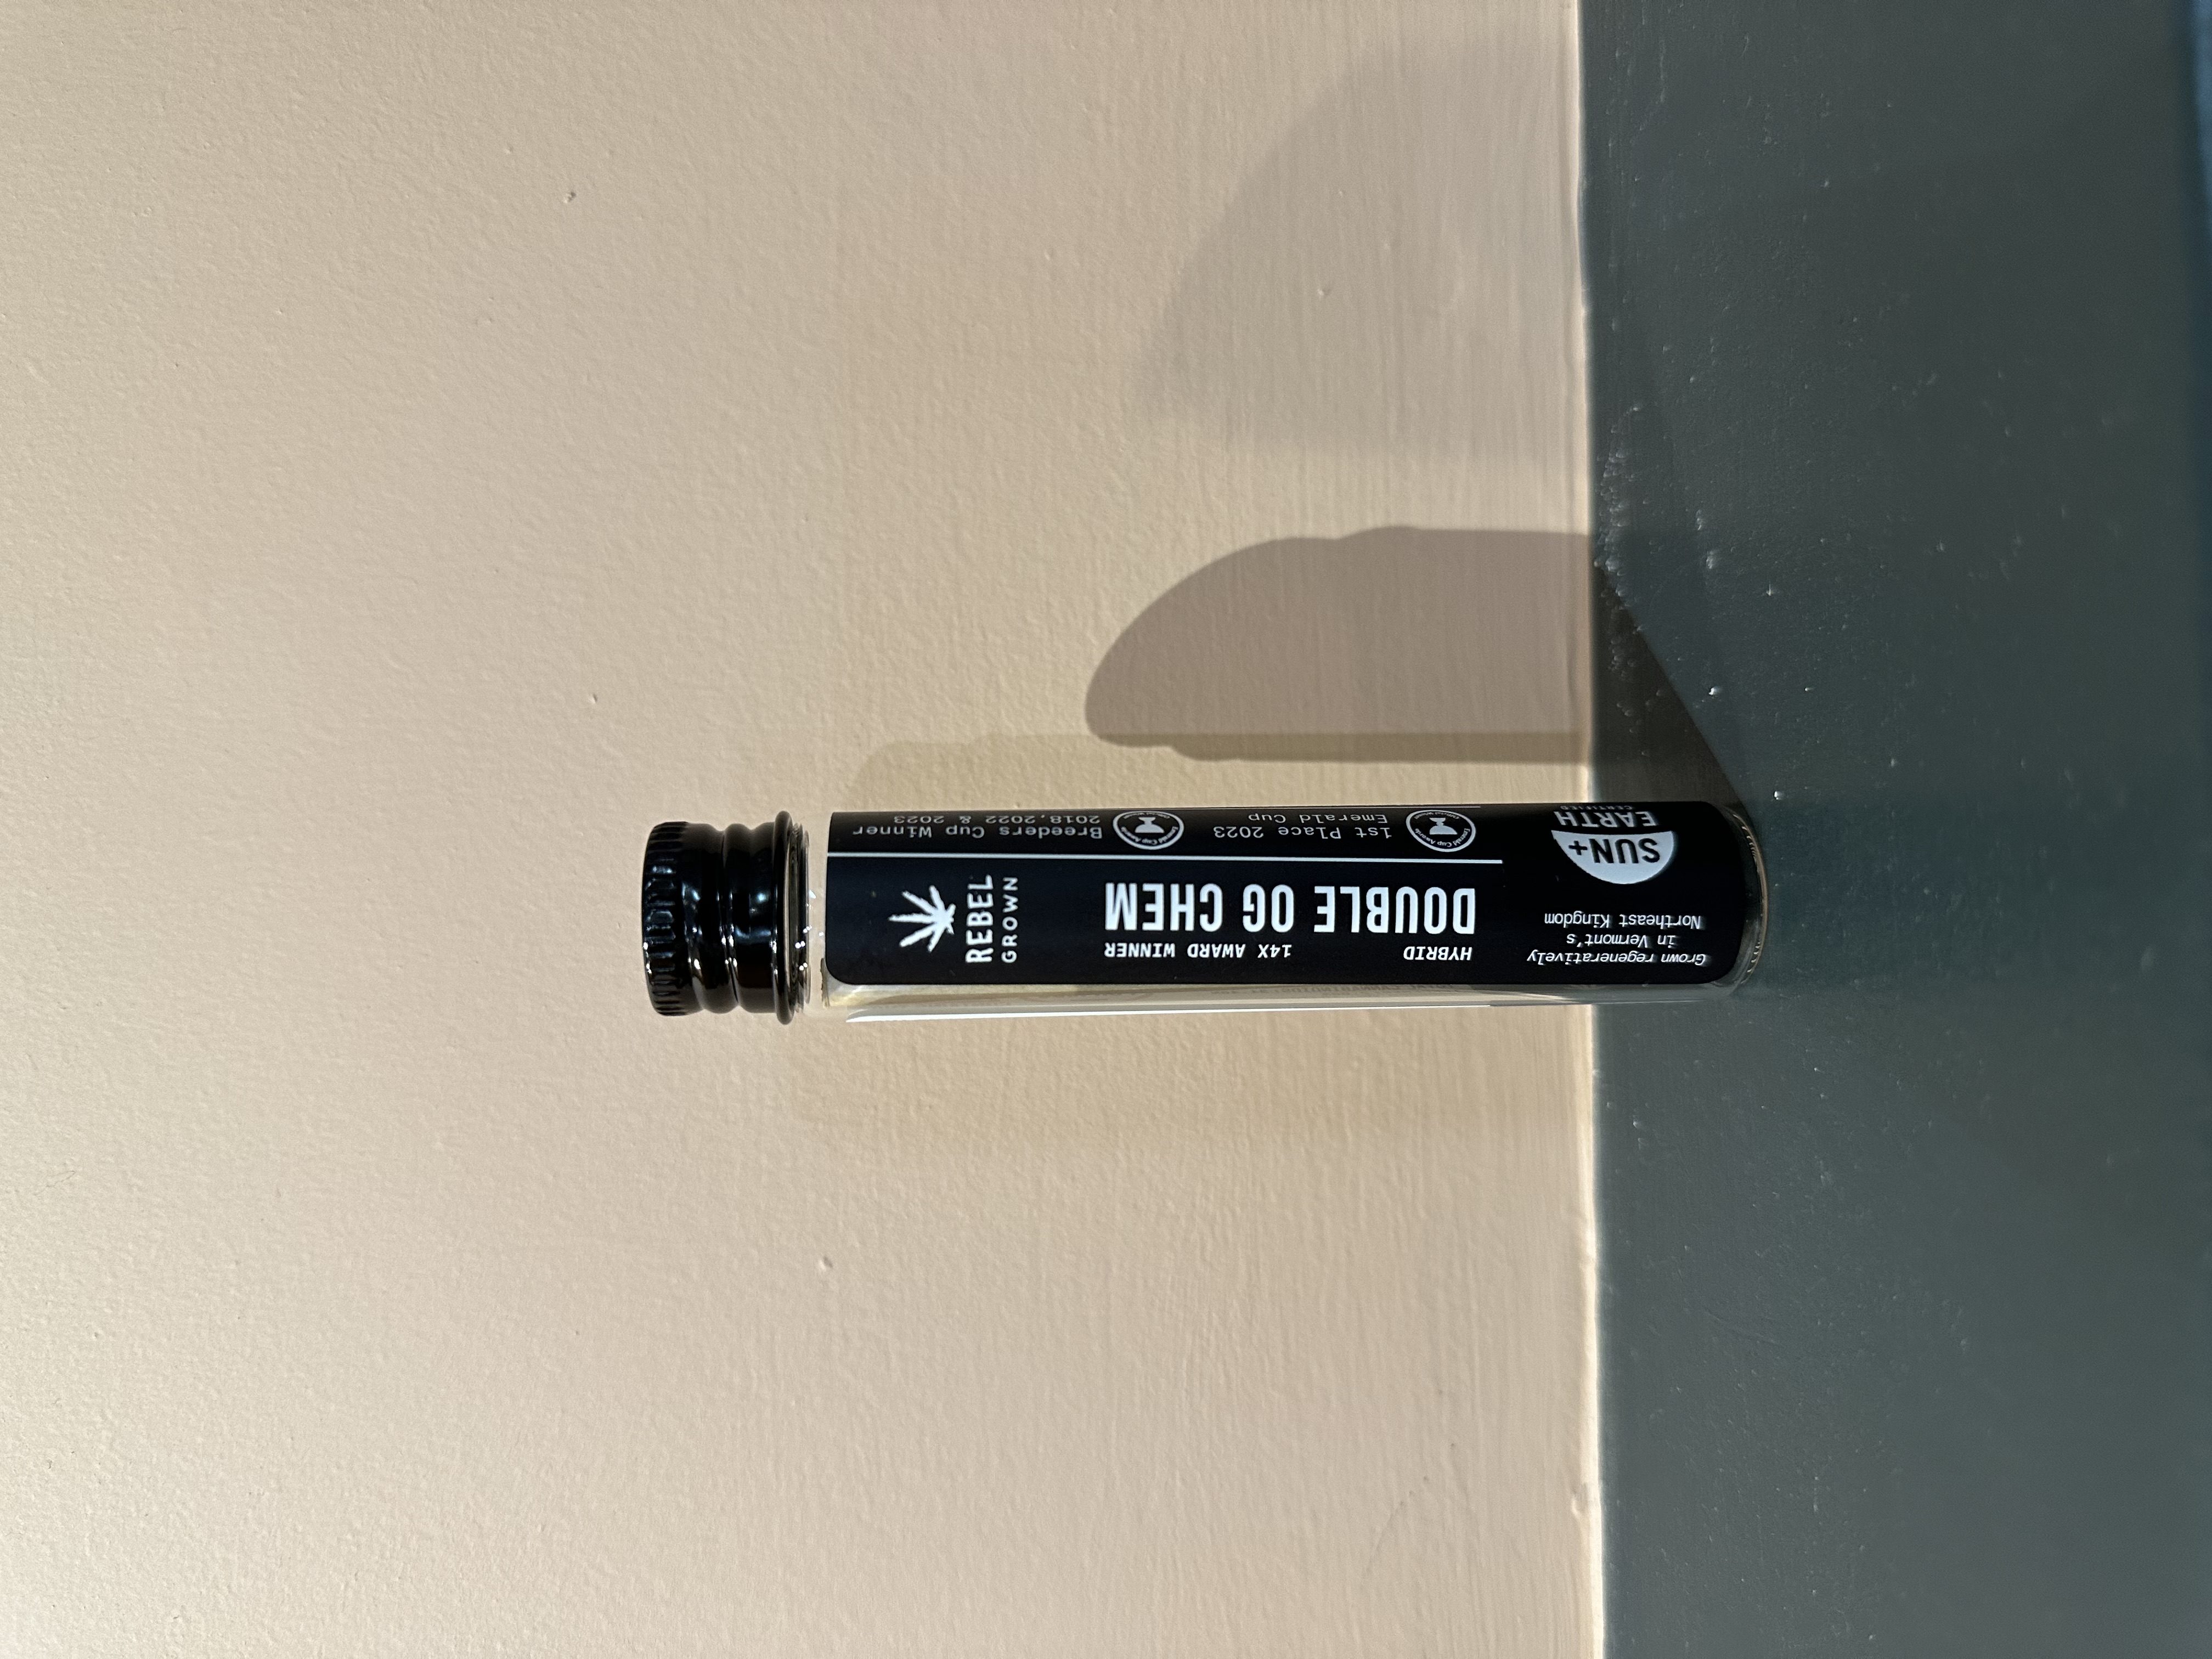 REBEL
GROWN
HYBRID
14X AWARD WINNER
DOUBLE OG CHEM
1st Place 2023
Emerald Cup
Breeders Cup Winner
2018, 2022 & 2023
Grown regeneratively
in Vermont's
Northeast Kingdom
SUN+
EARTH
CERTIFIED